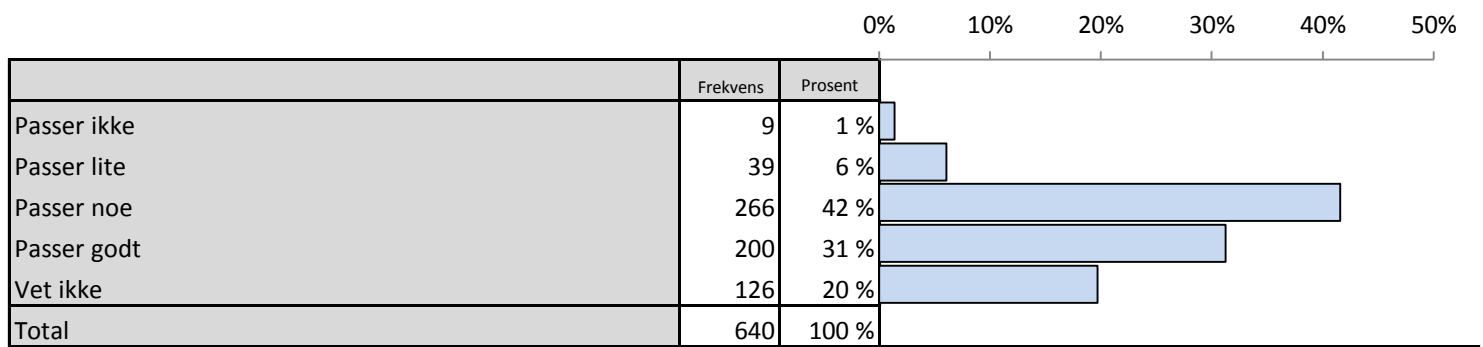 0% 10% 20% 30% 40% 50%
Frekvens Prosent
Passer ikke 9 1 %
Passer lite 39 6 %
Passer noe 266 42 %
Passer godt 200 31 %
Vet ikke 126 20 %
Total 640 100 %